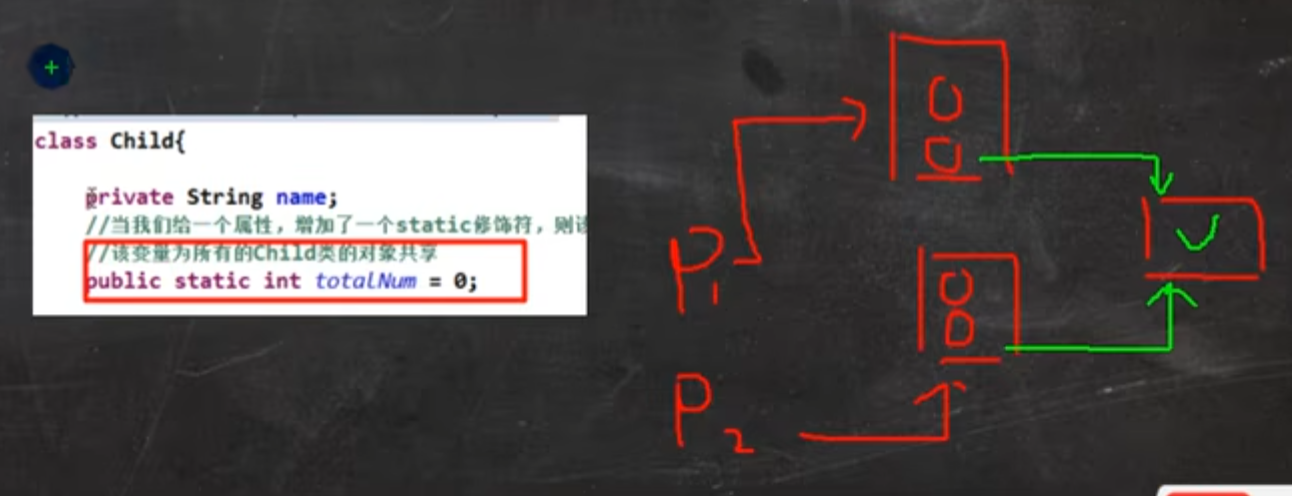 class Child{
private String name;
//当我们给一个属性，增加了一个static修饰符，则
//该变量为所有的Child类的对象共享
public static int totalNum = 0;
P1
P2